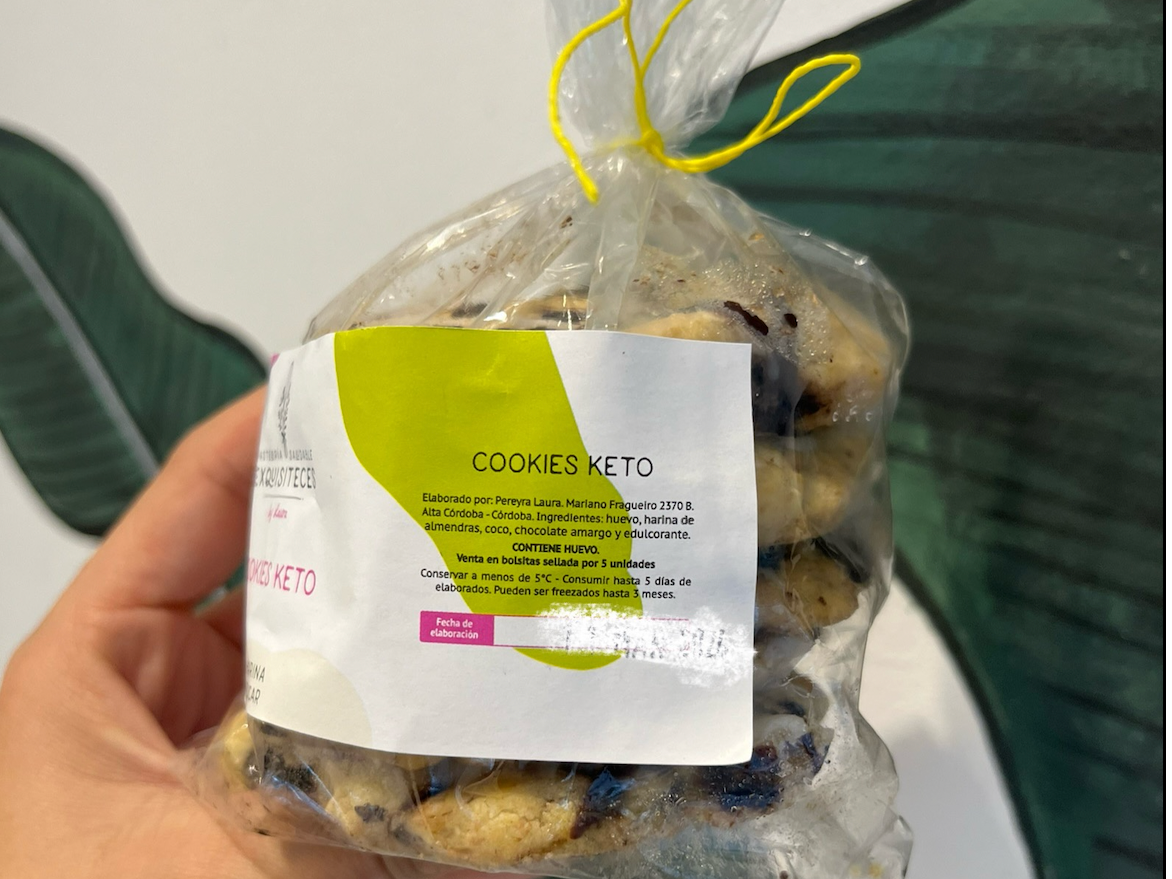 EXQUISITECES
by Laura
KETO
COOKIES KETO
Elaborado por: Pereyra Laura. Mariano Fragueiro 2370 B.
Alta Córdoba - Córdoba. Ingredientes: huevo, harina de
almendras, coco, chocolate amargo y edulcorante.
CONTIENE HUEVO.
Venta en bolsitas sellada por 5 unidades
Conservar a menos de 5°C - Consumir hasta 5 días de
elaborados. Pueden ser freezados hasta 3 meses.
Fecha de
elaboración